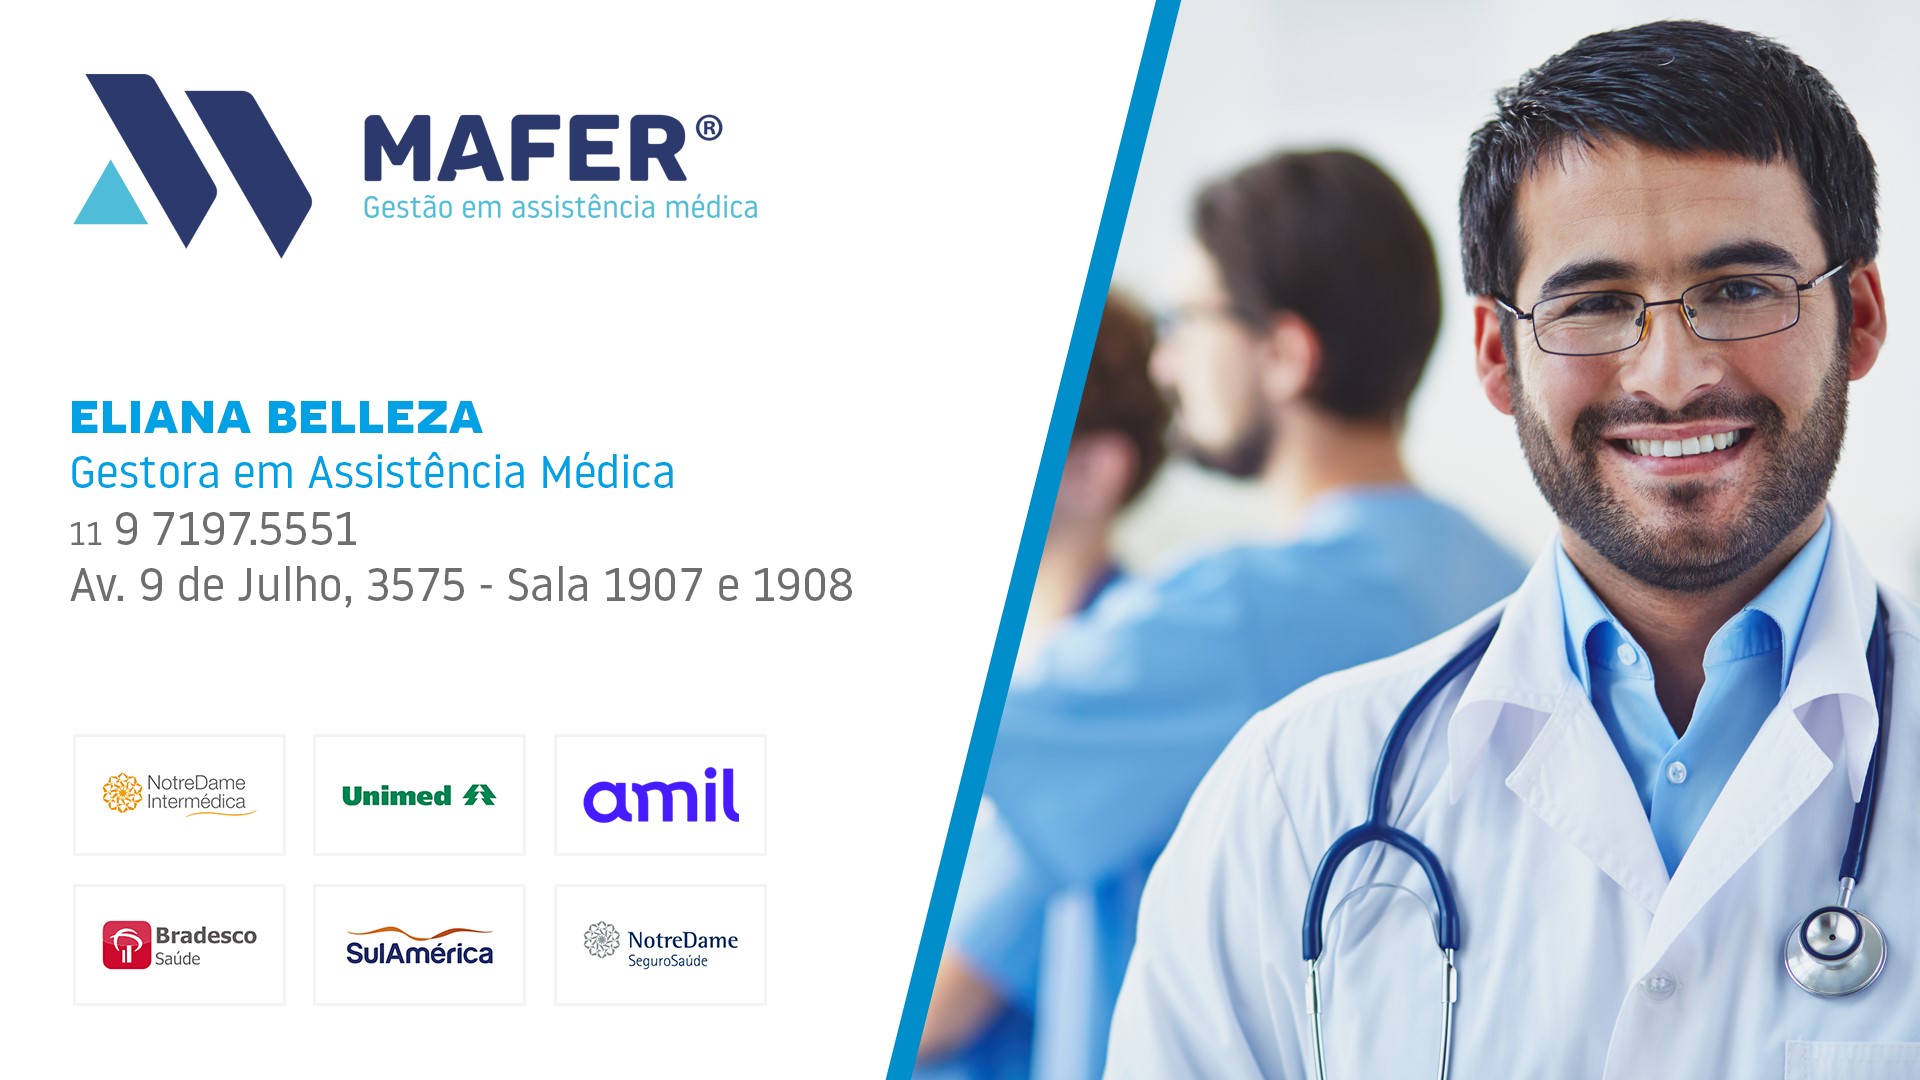 MAFER®
Gestão em assistência médica
ELIANA BELLEZA
Gestora em Assistência Médica
11 9 7197.5551
Av. 9 de Julho, 3575 - Sala 1907 e 1908
NotreDame
Intermédica
Unimed
amil
Bradesco
Saúde
SulAmérica
NotreDame
SeguroSaúde